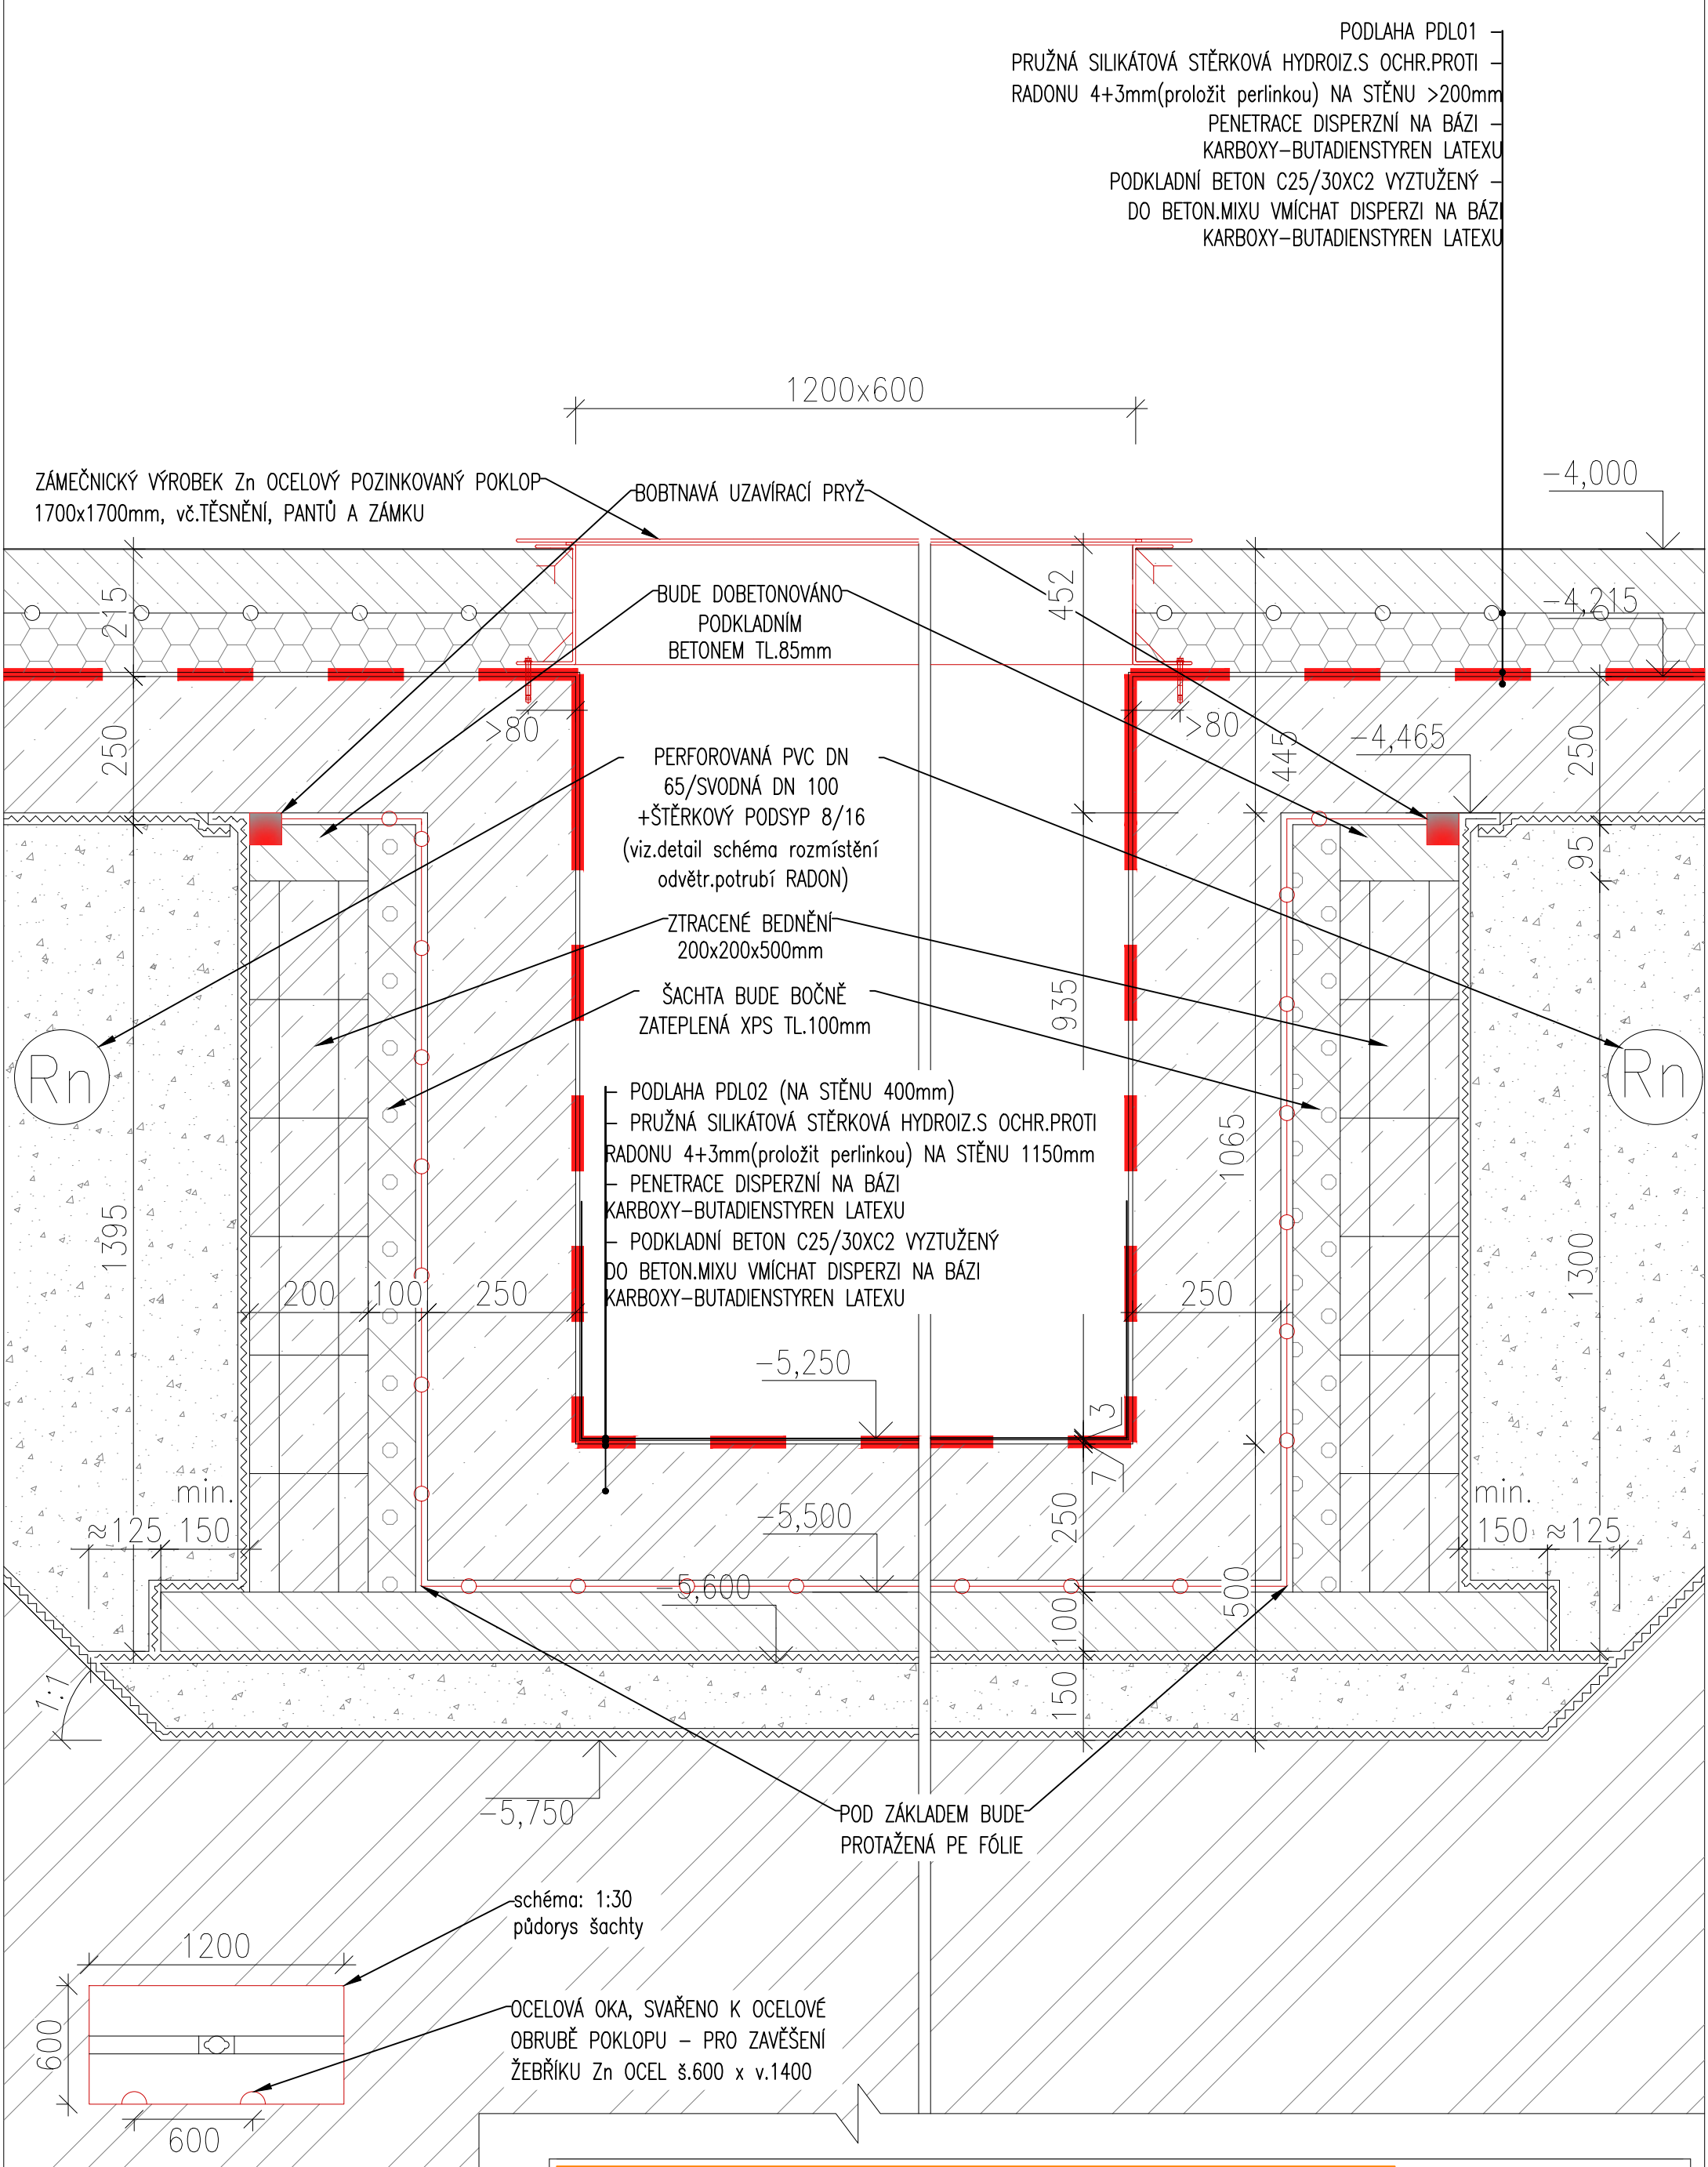 PODLAHA PDL01
PRUŽNÁ SILIKÁTOVÁ STĚRKOVÁ HYDROIZ.S OCHR.PROTI
RADONU 4+3mm(proložit perlinkou) NA STĚNU >200mm
PENETRACE DISPERZNÍ NA BÁZI
KARBOXY-BUTADIENSTYREN LATEXU
PODKLADNÍ BETON C25/30XC2 VYZTUŽENÝ
DO BETON.MIXU VMÍCHAT DISPERZI NA BÁZI
KARBOXY-BUTADIENSTYREN LATEXU
1200x600
ZÁMEČNICKÝ VÝROBEK Zn OCELOVÝ POZINKOVANÝ POKLOP
1700x1700mm, vč.TĚSNĚNÍ, PANTŮ A ZÁMKU
BOBTNAVÁ UZAVÍRACÍ PRYŽ
-4,000
215
452
-4,215
BUDE DOBETONOVÁNO
PODKLADNÍM
BETONEM TL.85mm
>80
>80
250
445
-4,465
250
PERFOROVANÁ PVC DN
65/SVODNÁ DN 100
+ŠTĚRKOVÝ PODSYP 8/16
(viz.detail schéma rozmístění
odvětr.potrubí RADON)
95
ZTRACENÉ BEDNĚNÍ
200x200x500mm
ŠACHTA BUDE BOČNĚ
ZATEPLENÁ XPS TL.100mm
935
Rn
Rn
PODLAHA PDL02 (NA STĚNU 400mm)
PRUŽNÁ SILIKÁTOVÁ STĚRKOVÁ HYDROIZ.S OCHR.PROTI
RADONU 4+3mm(proložit perlinkou) NA STĚNU 1150mm
PENETRACE DISPERZNÍ NA BÁZI
KARBOXY-BUTADIENSTYREN LATEXU
PODKLADNÍ BETON C25/30XC2 VYZTUŽENÝ
DO BETON.MIXU VMÍCHAT DISPERZI NA BÁZI
KARBOXY-BUTADIENSTYREN LATEXU
1065
1395
1300
200
100
250
250
-5,250
3
7
min.
≈125
150
min.
150
≈125
-5,500
250
-5,600
100
500
150
1:1
-5,750
POD ZÁKLADEM BUDE
PROTAŽENÁ PE FÓLIE
schéma: 1:30
půdorys šachty
1200
600
OCELOVÁ OKA, SVAŘENO K OCELOVÉ
OBRUBĚ POKLOPU - PRO ZAVĚŠENÍ
ŽEBŘÍKU Zn OCEL š.600 x v.1400
600